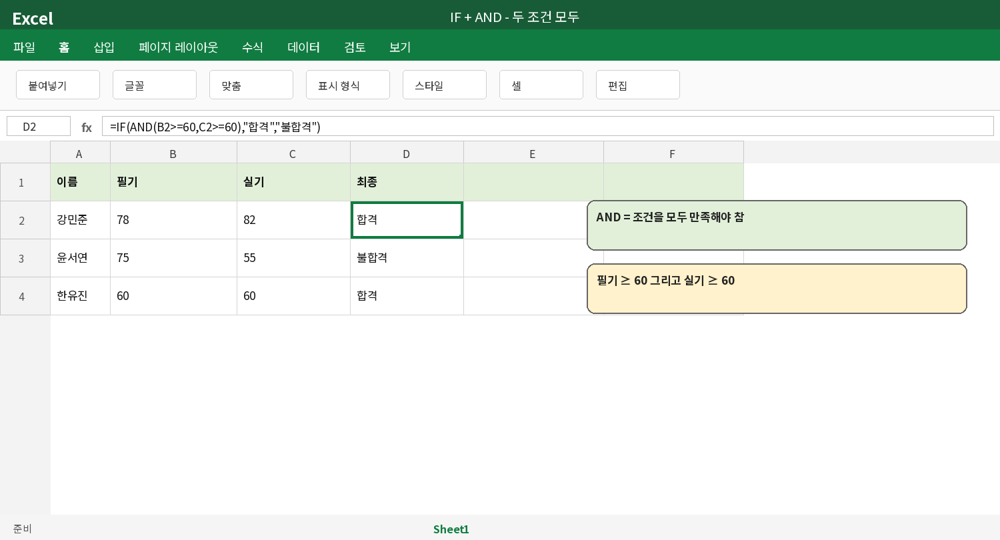 Excel
IF + AND - 두 조건 모두
파일 홈 삽입 페이지 레이아웃 수식 데이터 검토 보기
붙여넣기 글꼴 맞춤 표시 형식 스타일 셀 편집
D2 fx =IF(AND(B2>=60,C2>=60),"합격","불합격")
A B C D E F
1 이름 필기 실기 최종
2 강민준 78 82 합격
AND = 조건을 모두 만족해야 참
3 윤서연 75 55 불합격
필기 ≥ 60 그리고 실기 ≥ 60
4 한유진 60 60 합격
준비 Sheet1